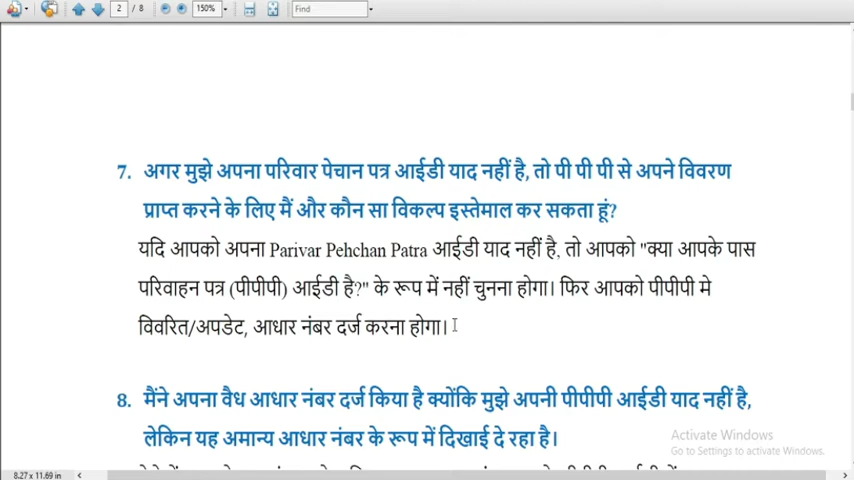 2 / 8 150% Find
7. अगर मुझे अपना परिवार पेचान पत्र आईडी याद नहीं है, तो पी पी पी से अपने विवरण
प्राप्त करने के लिए मैं और कौन सा विकल्प इस्तेमाल कर सकता हूं?
यदि आपको अपना Parivar Pehchan Patra आईडी याद नहीं है, तो आपको "क्या आपके पास
परिवाहन पत्र (पीपीपी) आईडी है?" के रूप में नहीं चुनना होगा। फिर आपको पीपीपी मे
विवरित/अपडेट, आधार नंबर दर्ज करना होगा।
8. मैंने अपना वैध आधार नंबर दर्ज किया है क्योंकि मुझे अपनी पीपीपी आईडी याद नहीं है,
लेकिन यह अमान्य आधार नंबर के रूप में दिखाई दे रहा है।
Activate Windows
Go to Settings to activate Windows.
8.27 x 11.69 in